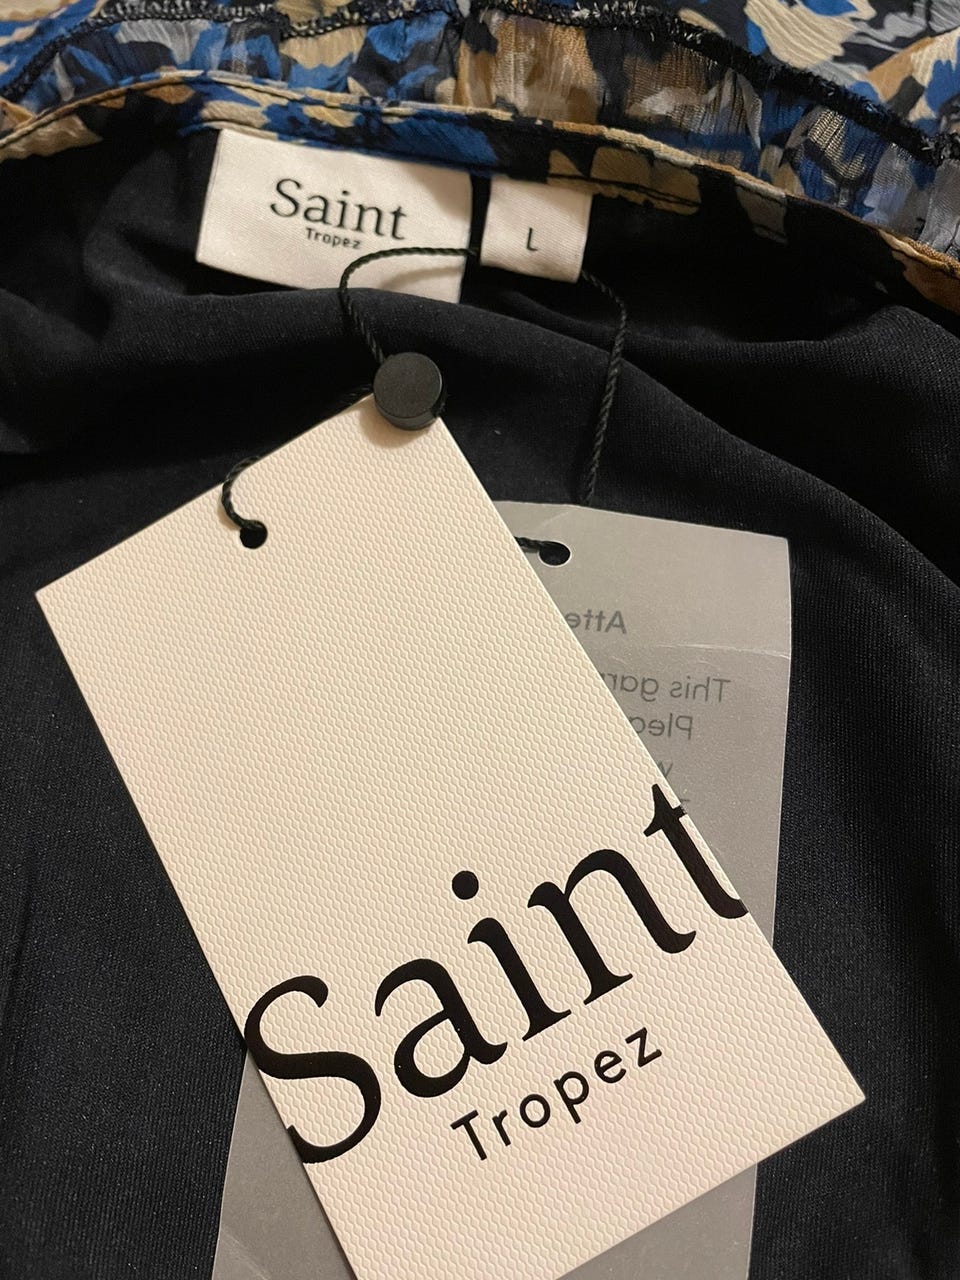 Saint
Tropez
L
Atte
This gar
Plea
w
Saint
Tropez